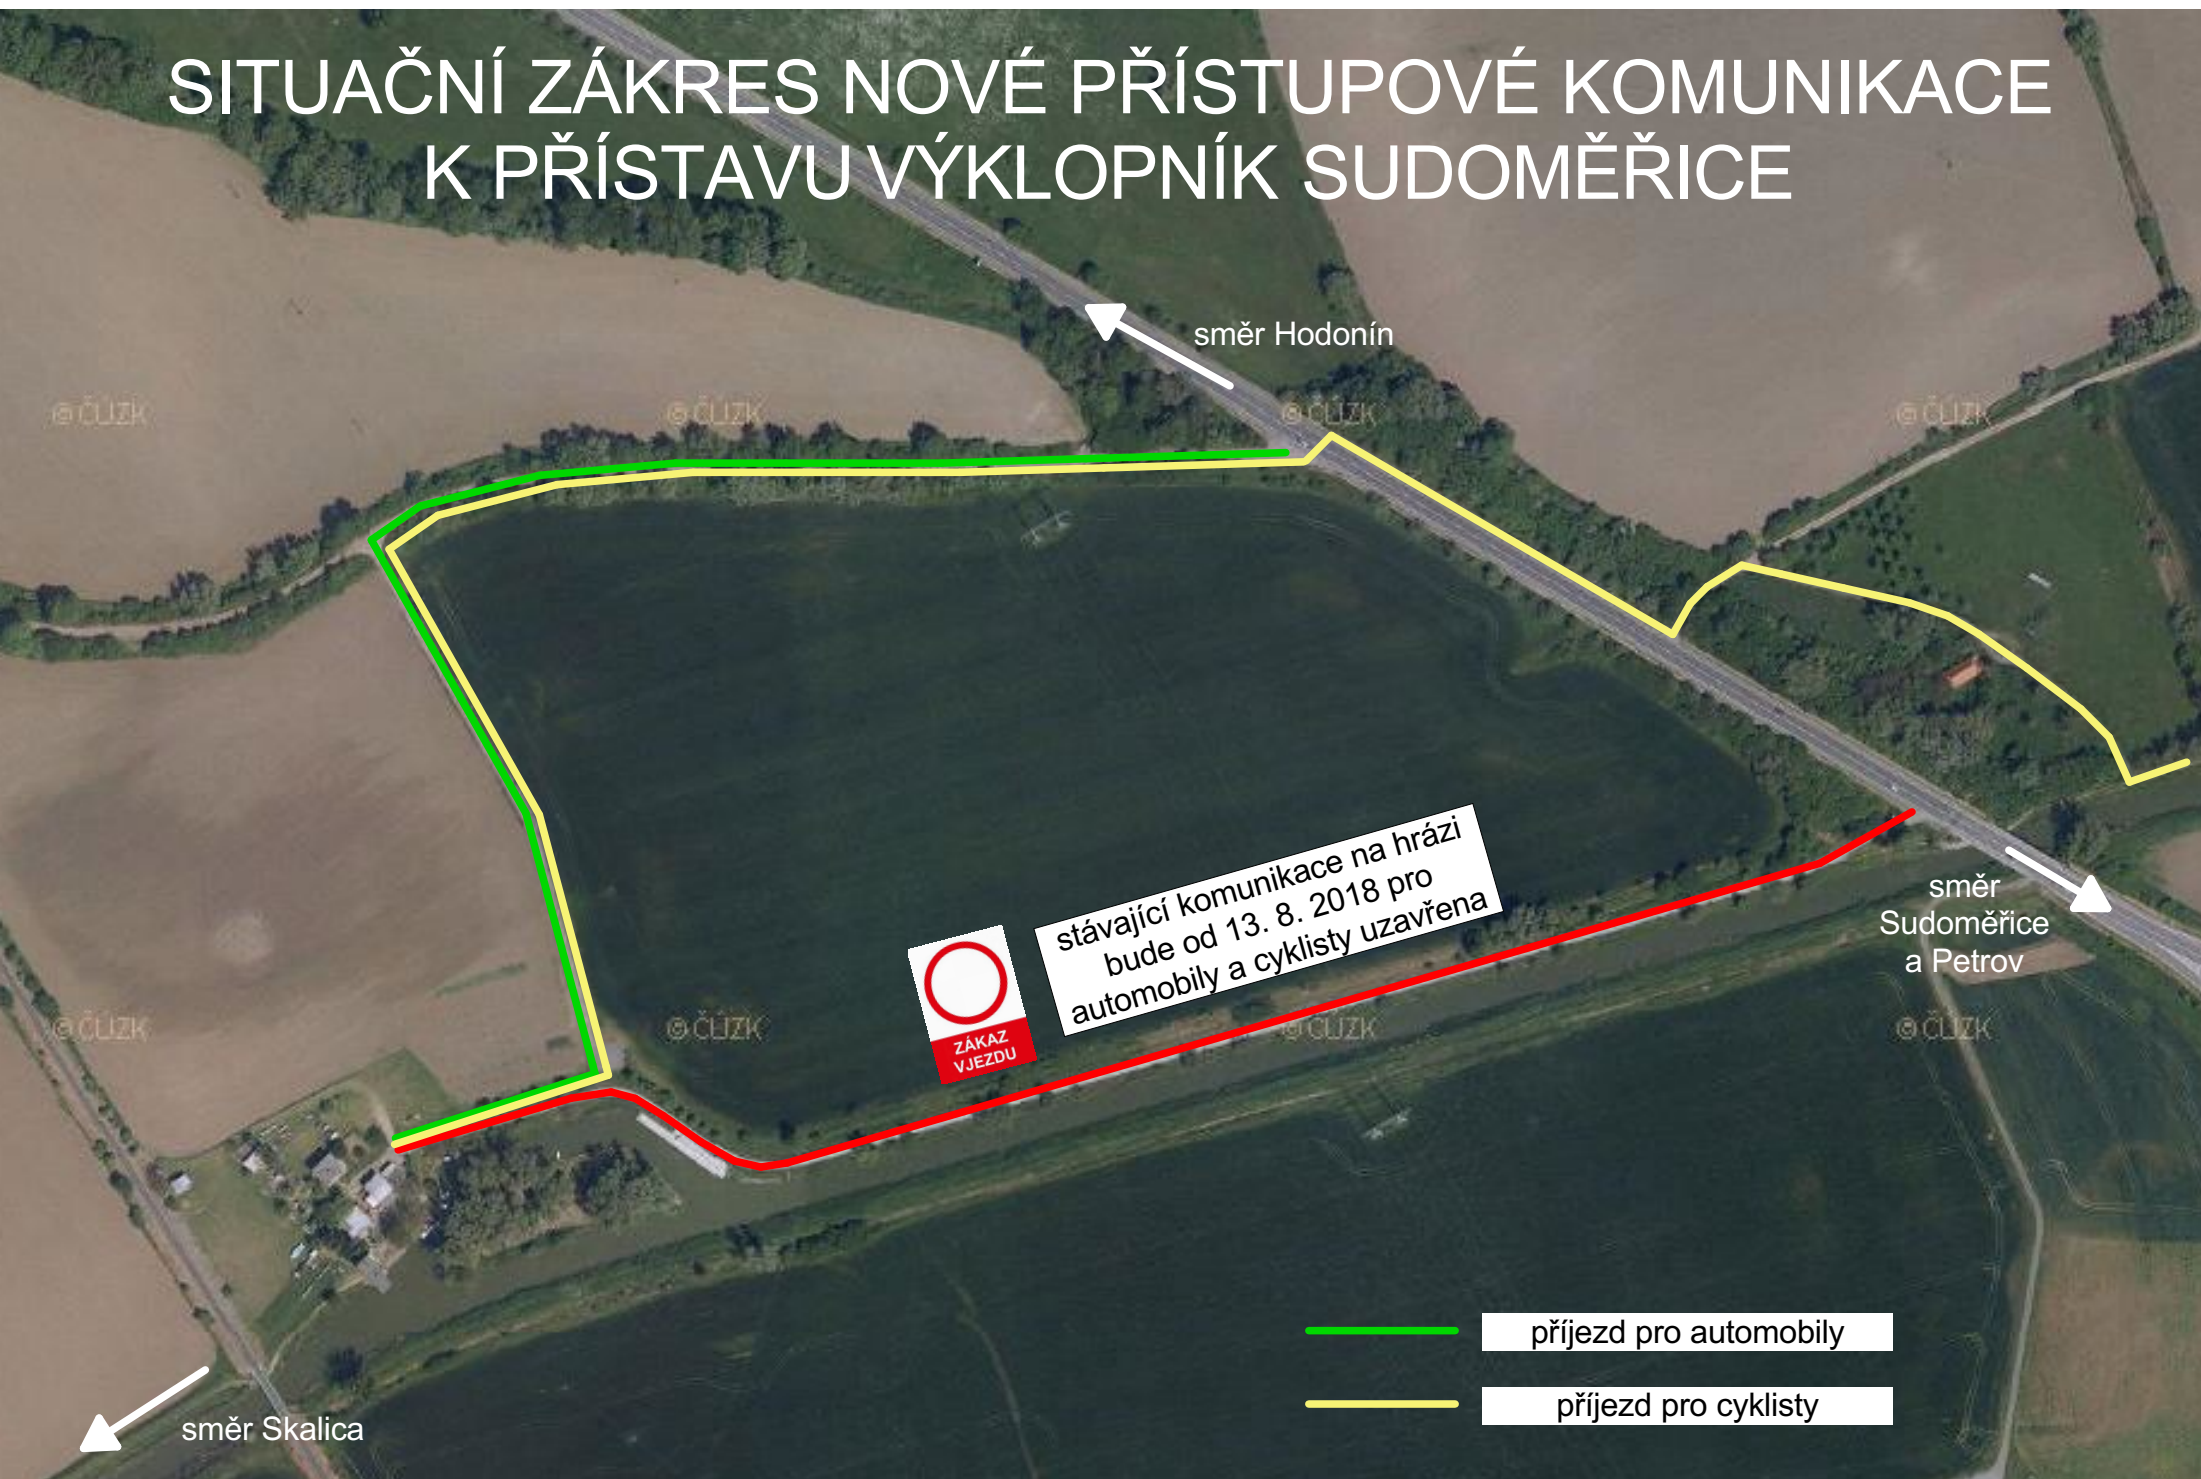 SITUAČNÍ ZÁKRES NOVÉ PŘÍSTUPOVÉ KOMUNIKACE
K PŘÍSTAVU VÝKLOPNÍK SUDOMĚŘICE
směr Hodonín
© ČÚZK
© ČÚZK
© ČÚZK
© ČÚZK
stávající komunikace na hrázi
bude od 13. 8. 2018 pro
automobily a cyklisty uzavřena
ZÁKAZ
VJEZDU
směr
Sudoměřice
a Petrov
© ČÚZK
© ČÚZK
© ČÚZK
© ČÚZK
příjezd pro automobily
příjezd pro cyklisty
směr Skalica